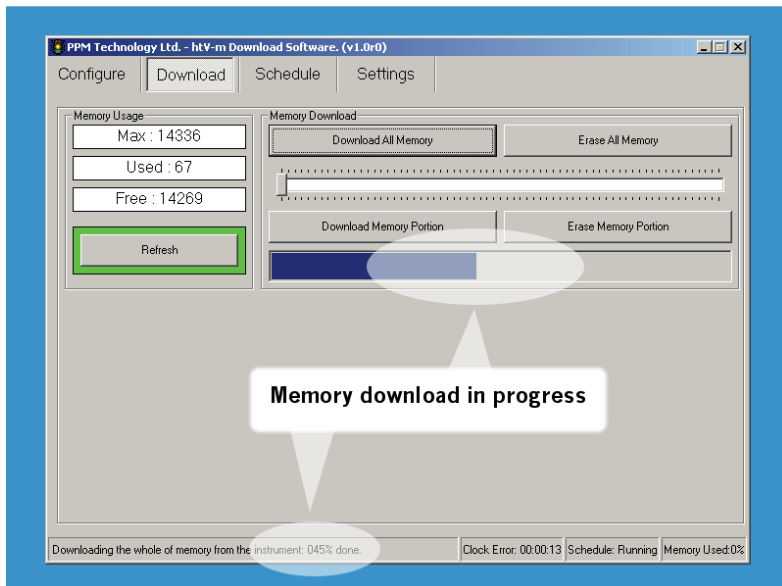 PPM Technology Ltd. - htV-m Download Software. (v1.0r0)
Configure Download Schedule Settings
Memory Usage
Max : 14336
Used : 67
Free : 14269
Refresh
Memory Download
Download All Memory Erase All Memory
Download Memory Portion Erase Memory Portion
Memory download in progress
Downloading the whole of memory from the instrument: 045% done. Clock Error: 00:00:13 Schedule: Running Memory Used:0%